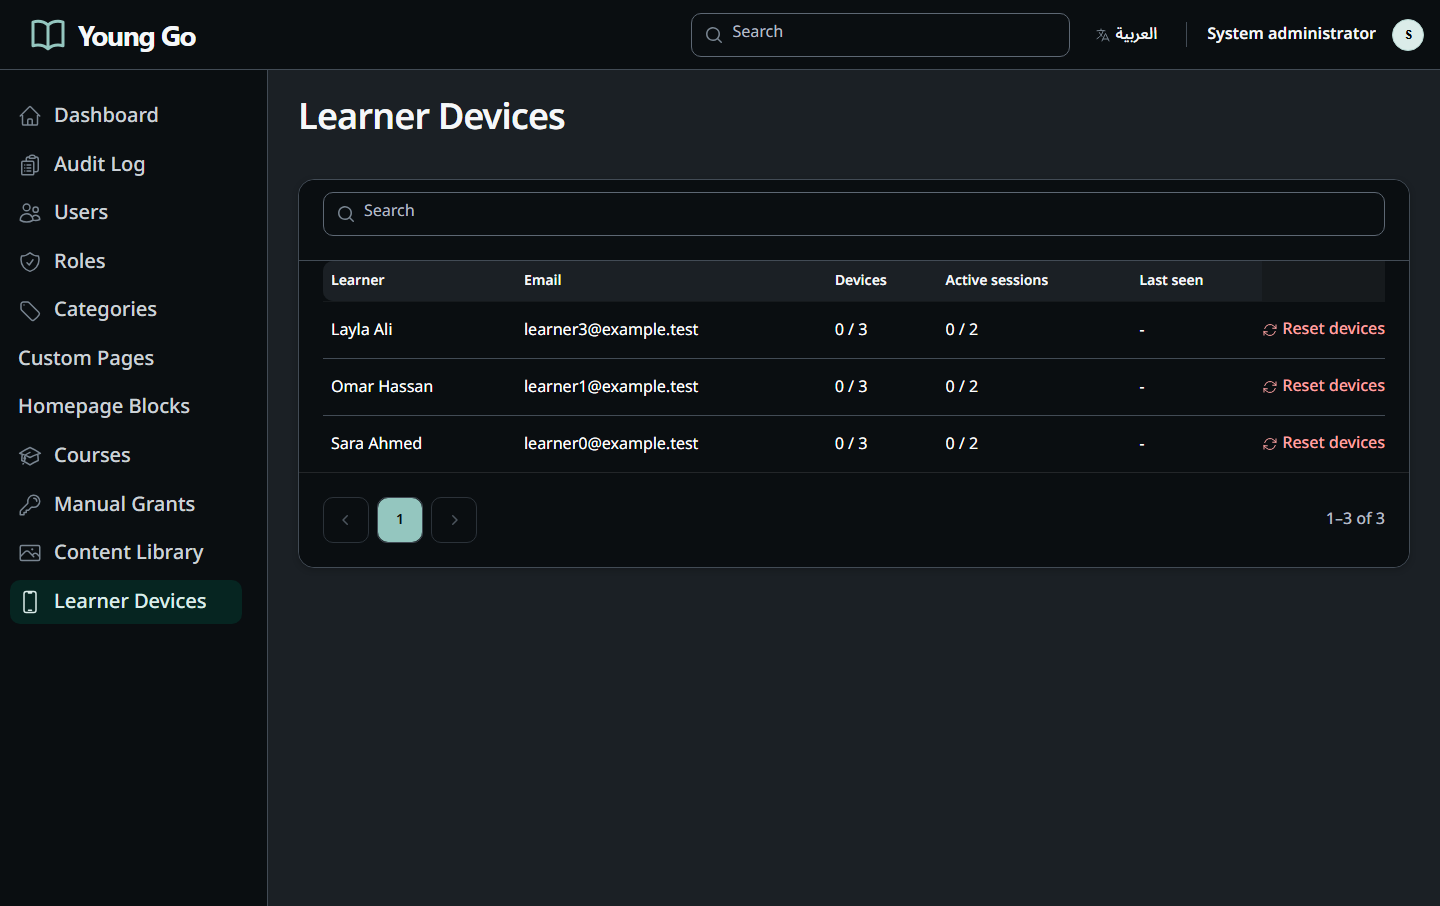 Young Go
Search
العربية
System administrator
S
Dashboard
Audit Log
Users
Roles
Categories
Custom Pages
Homepage Blocks
Courses
Manual Grants
Content Library
Learner Devices
Learner Devices
Search
Learner Email Devices Active sessions Last seen
Layla Ali learner3@example.test 0 / 3 0 / 2 - Reset devices
Omar Hassan learner1@example.test 0 / 3 0 / 2 - Reset devices
Sara Ahmed learner0@example.test 0 / 3 0 / 2 - Reset devices
1
1–3 of 3